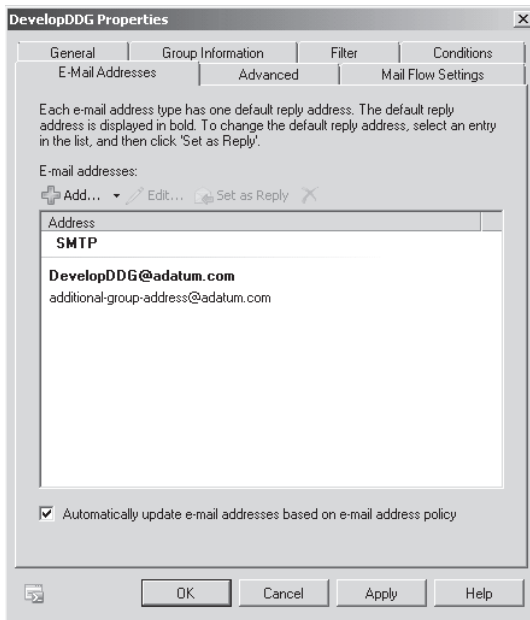 DevelopDDG Properties
General Group Information Filter Conditions
E-Mail Addresses Advanced Mail Flow Settings
Each e-mail address type has one default reply address. The default reply
address is displayed in bold. To change the default reply address, select an entry
in the list, and then click 'Set as Reply'.
E-mail addresses:
Add... Edit... Set as Reply
Address
SMTP
DevelopDDG@adatum.com
additional-group-address@adatum.com
Automatically update e-mail addresses based on e-mail address policy
OK Cancel Apply Help